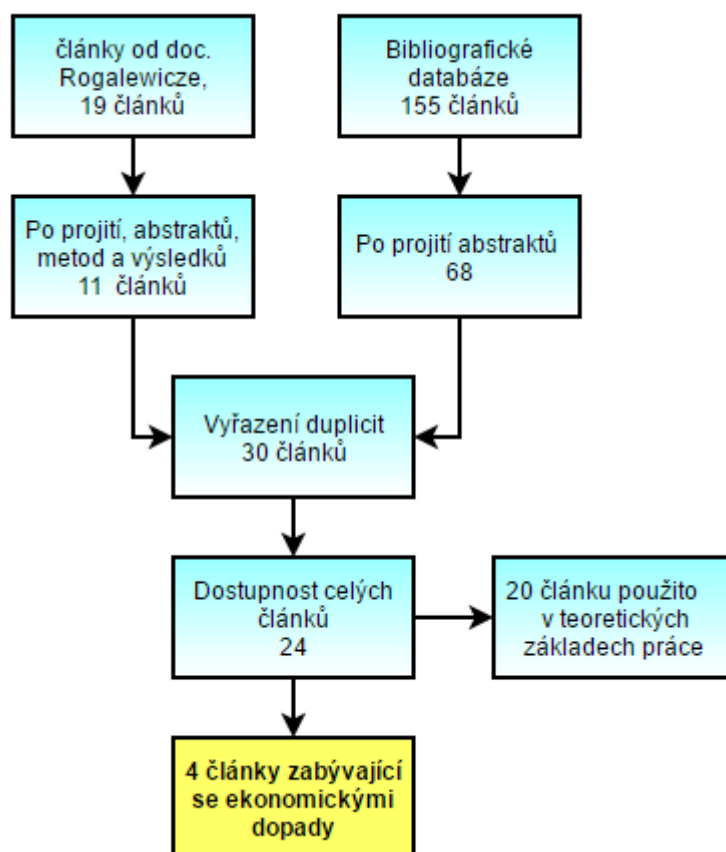 články od doc.
Rogalewicze,
19 článků
Bibliografické
databáze
155 článků
Po projití, abstraktů,
metod a výsledků
11 článků
Po projití abstraktů
68
Vyřazení duplicit
30 článků
Dostupnost celých
článků
24
20 článku použito
v teoretických
základech práce
4 články zabývající
se ekonomickými
dopady